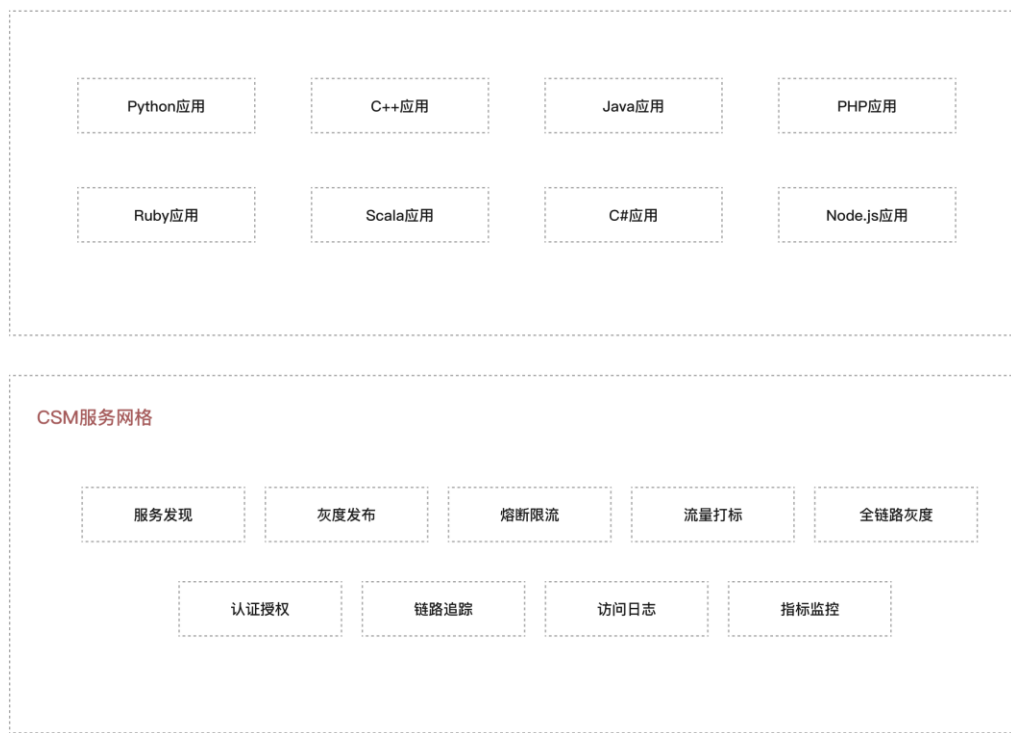 Python应用 C++应用 Java应用 PHP应用
Ruby应用 Scala应用 C#应用 Node.js应用
CSM服务网格
服务发现 灰度发布 熔断限流 流量打标 全链路灰度
认证授权 链路追踪 访问日志 指标监控